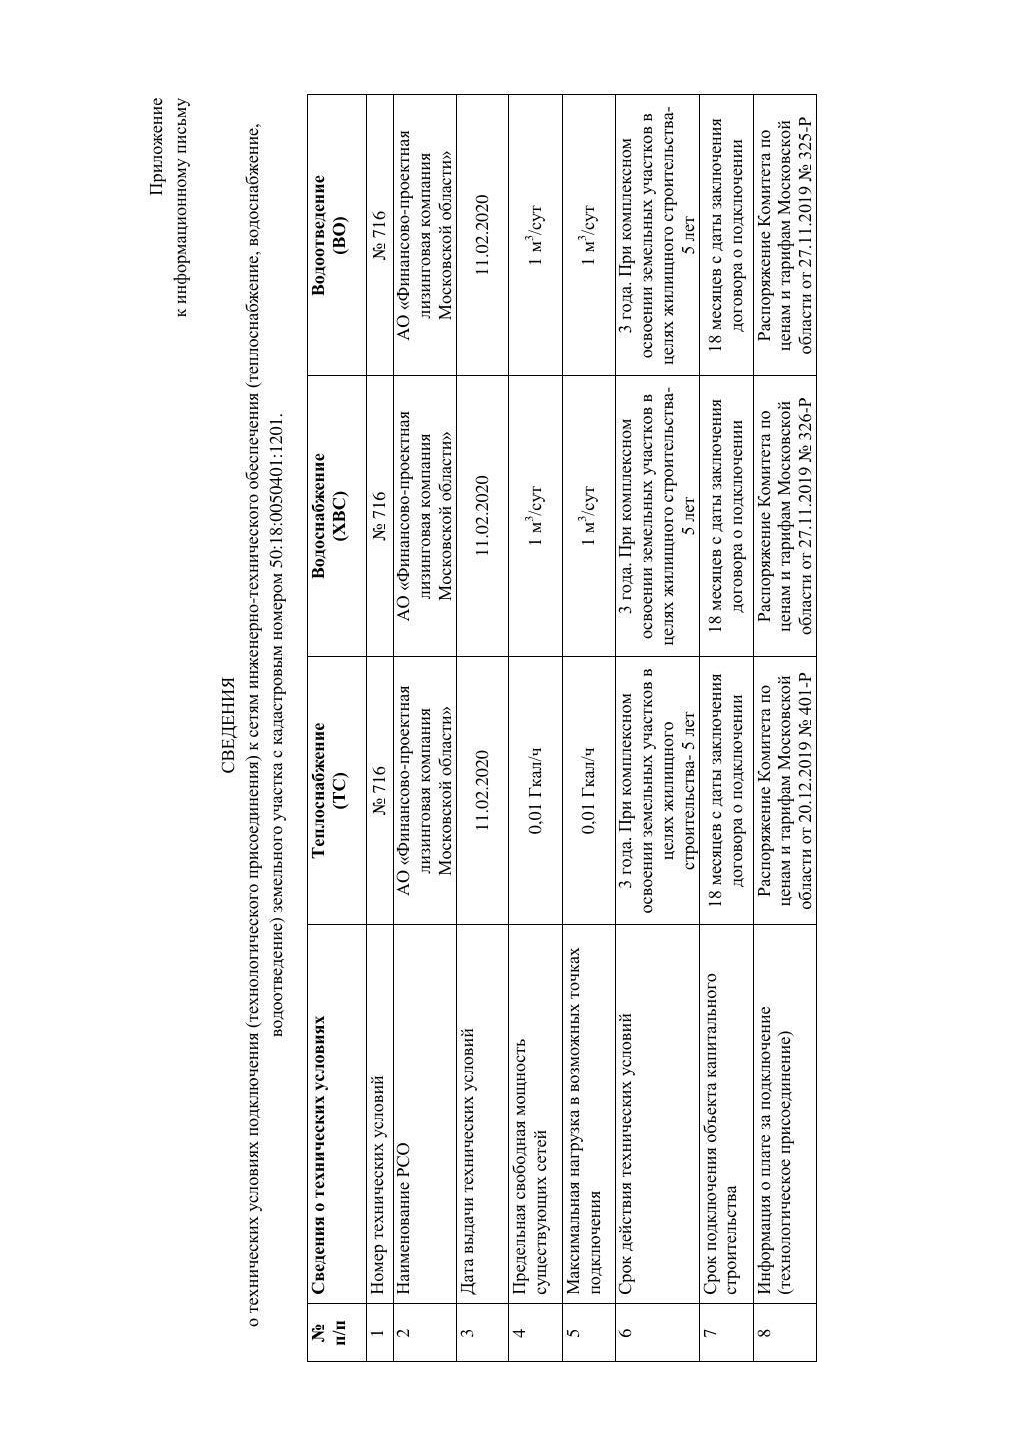 Приложение
к информационному письму
СВЕДЕНИЯ
о технических условиях подключения (технологического присоединения) к сетям инженерно-технического обеспечения (теплоснабжение, водоснабжение,
водоотведение) земельного участка с кадастровым номером 50:18:0050401:1201.
№
п/п
Сведения о технических условиях
Теплоснабжение
(ТС)
Водоснабжение
(ХВС)
Водоотведение
(ВО)
1
Номер технических условий
№ 716
№ 716
№ 716
2
Наименование РСО
АО «Финансово-проектная
лизинговая компания
Московской области»
АО «Финансово-проектная
лизинговая компания
Московской области»
АО «Финансово-проектная
лизинговая компания
Московской области»
3
Дата выдачи технических условий
11.02.2020
11.02.2020
11.02.2020
4
Предельная свободная мощность
существующих сетей
0,01 Гкал/ч
1 м³/сут
1 м³/сут
5
Максимальная нагрузка в возможных точках
подключения
0,01 Гкал/ч
1 м³/сут
1 м³/сут
6
Срок действия технических условий
3 года. При комплексном
освоении земельных участков в
целях жилищного
строительства- 5 лет
3 года. При комплексном
освоении земельных участков в
целях жилищного строительства-
5 лет
3 года. При комплексном
освоении земельных участков в
целях жилищного строительства-
5 лет
7
Срок подключения объекта капитального
строительства
18 месяцев с даты заключения
договора о подключении
18 месяцев с даты заключения
договора о подключении
18 месяцев с даты заключения
договора о подключении
8
Информация о плате за подключение
(технологическое присоединение)
Распоряжение Комитета по
ценам и тарифам Московской
области от 20.12.2019 № 401-Р
Распоряжение Комитета по
ценам и тарифам Московской
области от 27.11.2019 № 326-Р
Распоряжение Комитета по
ценам и тарифам Московской
области от 27.11.2019 № 325-Р